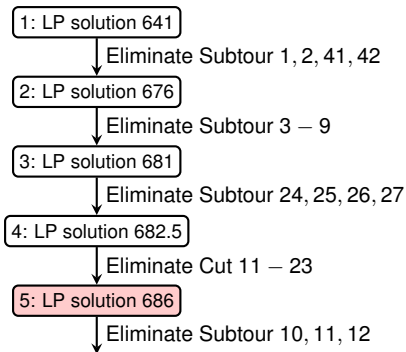 1: LP solution 641
Eliminate Subtour 1, 2, 41, 42
2: LP solution 676
Eliminate Subtour 3 − 9
3: LP solution 681
Eliminate Subtour 24, 25, 26, 27
4: LP solution 682.5
Eliminate Cut 11 − 23
5: LP solution 686
Eliminate Subtour 10, 11, 12